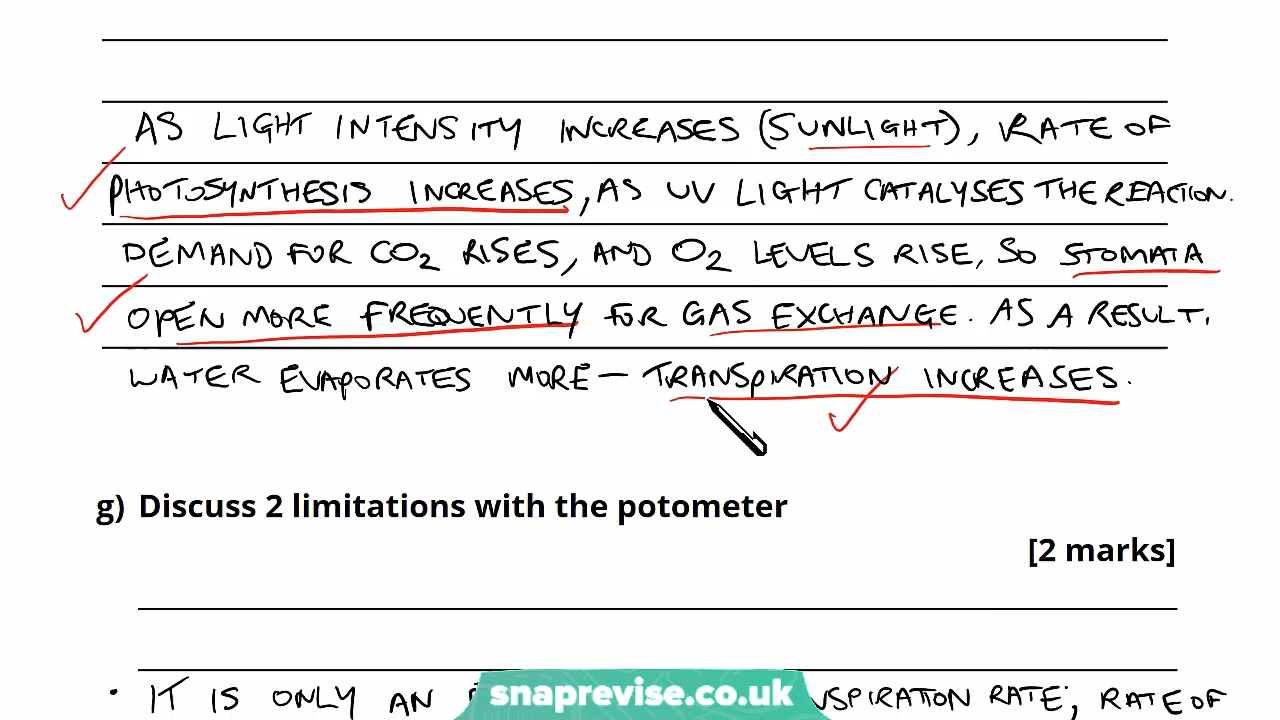 AS LIGHT INTENSITY INCREASES (SUNLIGHT), RATE OF
PHOTOSYNTHESIS INCREASES, AS UV LIGHT CATALYSES THE REACTION.
DEMAND FOR CO2 RISES, AND O2 LEVELS RISE, SO STOMATA
OPEN MORE FREQUENTLY FOR GAS EXCHANGE. AS A RESULT,
WATER EVAPORATES MORE – TRANSPIRATION INCREASES.
g) Discuss 2 limitations with the potometer
[2 marks]
• IT IS ONLY AN RATE; RATE OF
snaprevise.co.uk